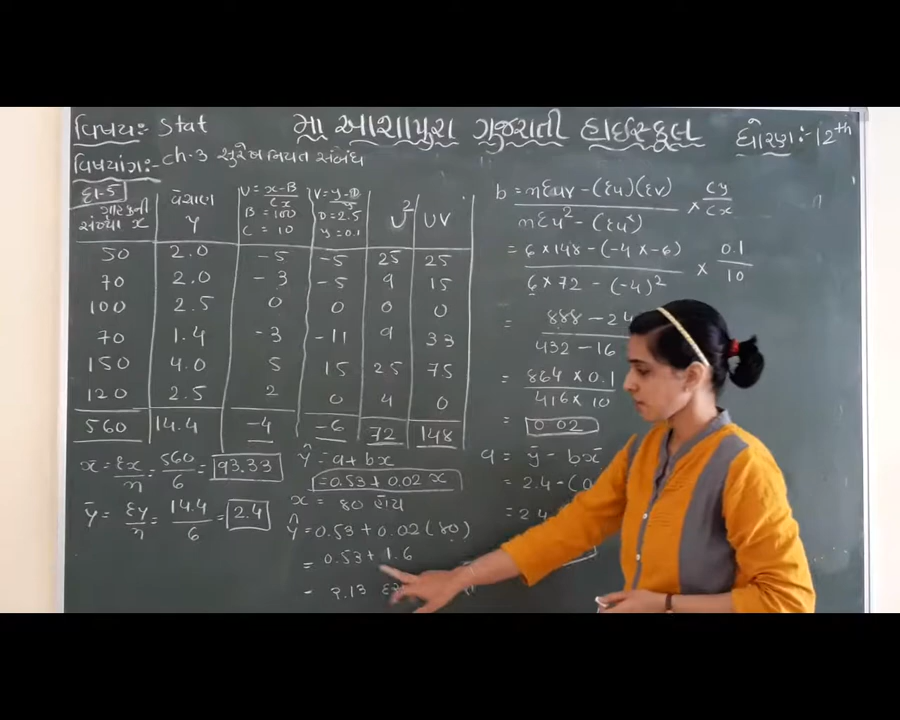 વિષય:- Stat
મા આશાપુરા ગુજરાતી હાઈસ્કૂલ
ધોરણ:- 12th
વિષયાંગ:- ch-3 સુરેખ નિયત સંબંધ
દા-5
સંખ્યા x | વેચાણ y | U = x-B/Cx B = 100 C = 10 | V = y-D D = 2.5 y = 0.1 | U² | UV
50 | 2.0 | -5 | -5 | 25 | 25
70 | 2.0 | -3 | -5 | 9 | 15
100 | 2.5 | 0 | 0 | 0 | 0
70 | 1.4 | -3 | -11 | 9 | 33
150 | 4.0 | 5 | 15 | 25 | 75
120 | 2.5 | 2 | 0 | 4 | 0
560 | 14.4 | -4 | -6 | 72 | 148
x̄ = Σx/n = 560/6 = 93.33
ȳ = Σy/n = 14.4/6 = 2.4
ŷ = a + bx
= 0.53 + 0.02 x
x = 80 હોય
ŷ = 0.53 + 0.02 (80)
= 0.53 + 1.6
= 2.13
b = nΣuv - (Σu)(Σv) / nΣu² - (Σu)² × Cy/Cx
= 6 × 148 - (-4 × -6) / 6 × 72 - (-4)² × 0.1/10
= 888 - 24 / 432 - 16
= 864 × 0.1 / 416 × 10
= 0.02
a = ȳ - bx̄
= 2.4 - (0
= 2.4